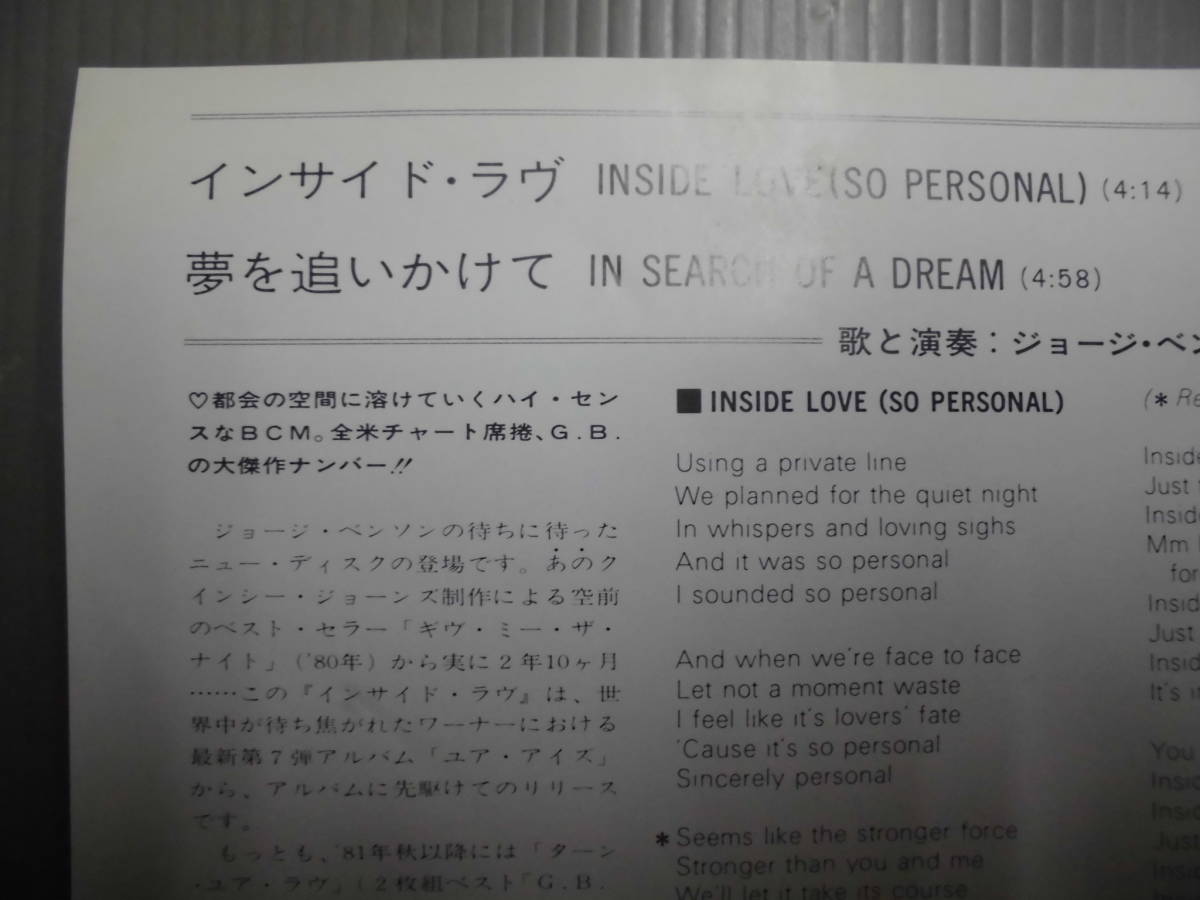 インサイド・ラヴ INSIDE LOVE(SO PERSONAL) (4:14)
夢を追いかけて IN SEARCH OF A DREAM (4:58)
歌と演奏：ジョージ・ベン
♡都会の空間に溶けていくハイ・セン
スなBCM。全米チャート席捲、G.B.
の大傑作ナンバー!!
ジョージ・ベンソンの待ちに待った
ニュー・ディスクの登場です。あのク
インシー・ジョーンズ制作による空前
のベスト・セラー「ギヴ・ミー・ザ・
ナイト」('80年) から実に2年10ヶ月
……この『インサイド・ラヴ』は、世
界中が待ち焦がれたワーナーにおける
最新第7弾アルバム「ユア・アイズ」
から、アルバムに先駆けてのリリース
です。
もっとも、'81年秋以降には「ターン
・ユア・ラヴ」(2枚組ベスト「G.B.
■ INSIDE LOVE (SO PERSONAL)
Using a private line
We planned for the quiet night
In whispers and loving sighs
And it was so personal
I sounded so personal
And when we're face to face
Let not a moment waste
I feel like it's lovers' fate
'Cause it's so personal
Sincerely personal
* Seems like the stronger force
Stronger than you and me
We'll let it take its course
(* Re
Inside
Just
Inside
Mm
for
Insid
Just
Insid
It's i
You
Insid
Insi
Just
Insi